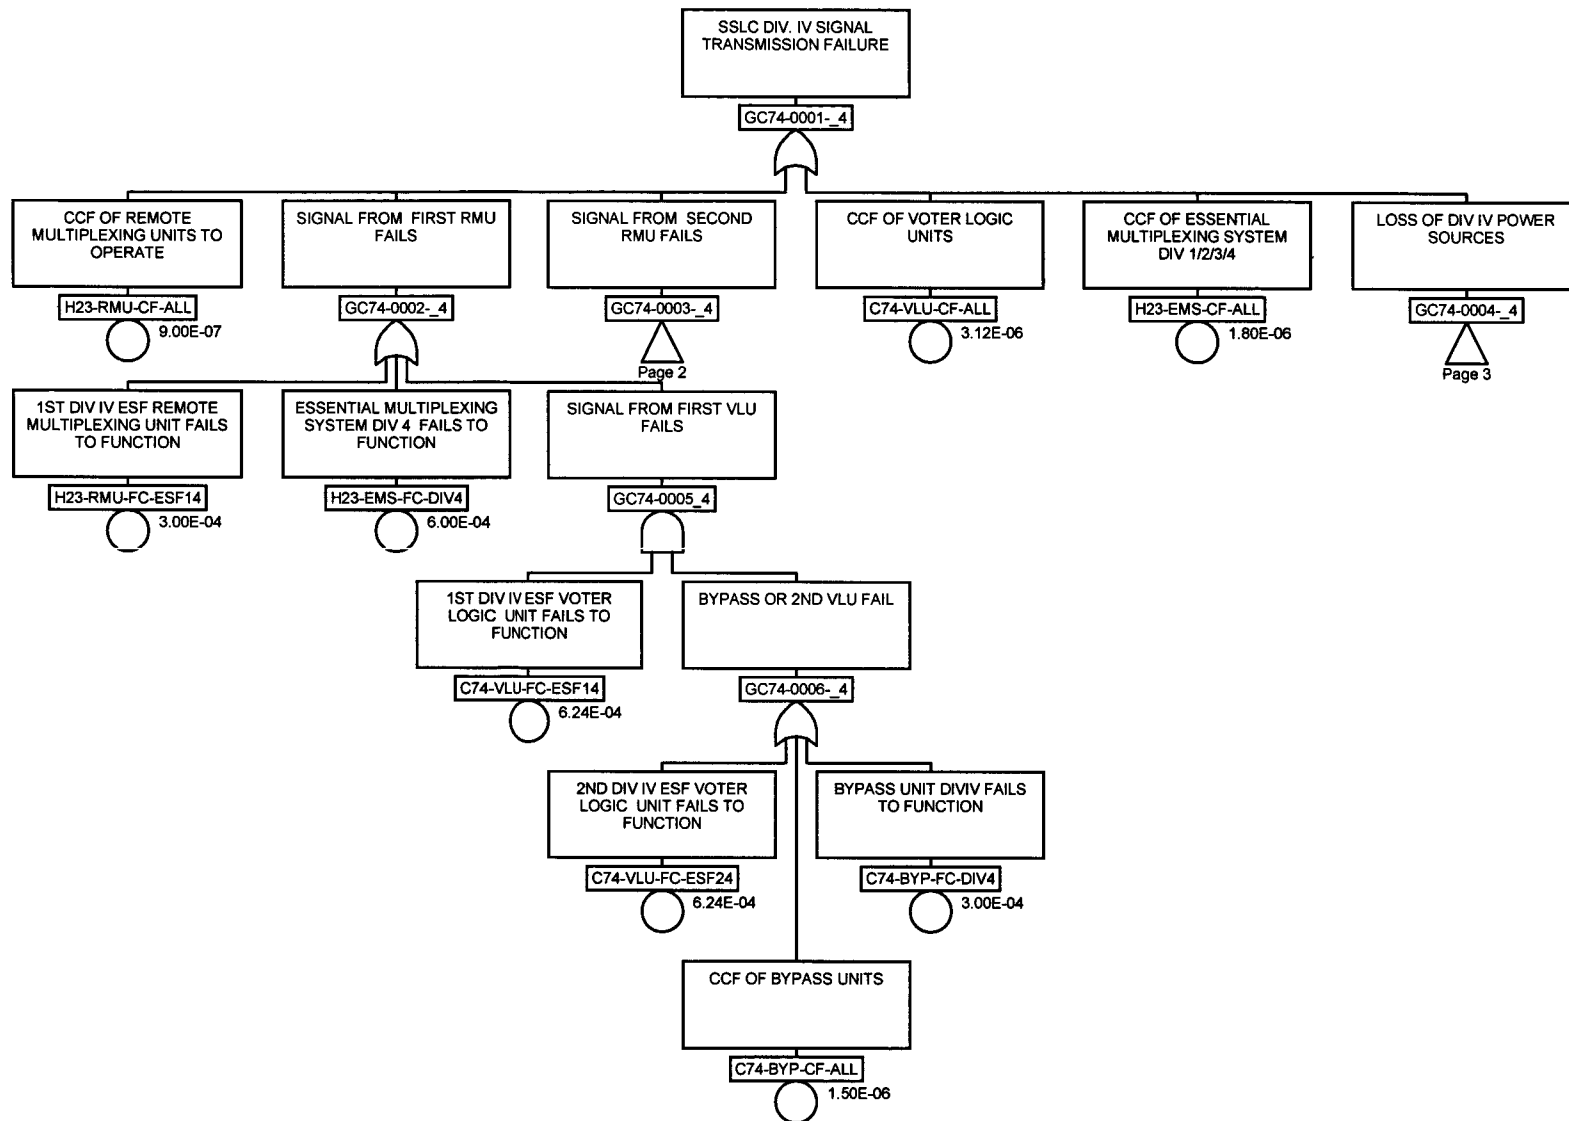 SSLC DIV. IV SIGNAL
TRANSMISSION FAILURE
GC74-0001-_4
CCF OF REMOTE
MULTIPLEXING UNITS TO
OPERATE
H23-RMU-CF-ALL
9.00E-07
SIGNAL FROM FIRST RMU
FAILS
GC74-0002-_4
SIGNAL FROM SECOND
RMU FAILS
GC74-0003-_4
Page 2
CCF OF VOTER LOGIC
UNITS
C74-VLU-CF-ALL
3.12E-06
CCF OF ESSENTIAL
MULTIPLEXING SYSTEM
DIV 1/2/3/4
H23-EMS-CF-ALL
1.80E-06
LOSS OF DIV IV POWER
SOURCES
GC74-0004-_4
Page 3
1ST DIV IV ESF REMOTE
MULTIPLEXING UNIT FAILS
TO FUNCTION
H23-RMU-FC-ESF14
3.00E-04
ESSENTIAL MULTIPLEXING
SYSTEM DIV 4 FAILS TO
FUNCTION
H23-EMS-FC-DIV4
6.00E-04
SIGNAL FROM FIRST VLU
FAILS
GC74-0005_4
1ST DIV IV ESF VOTER
LOGIC UNIT FAILS TO
FUNCTION
C74-VLU-FC-ESF14
6.24E-04
BYPASS OR 2ND VLU FAIL
GC74-0006-_4
2ND DIV IV ESF VOTER
LOGIC UNIT FAILS TO
FUNCTION
C74-VLU-FC-ESF24
6.24E-04
BYPASS UNIT DIVIV FAILS
TO FUNCTION
C74-BYP-FC-DIV4
3.00E-04
CCF OF BYPASS UNITS
C74-BYP-CF-ALL
1.50E-06